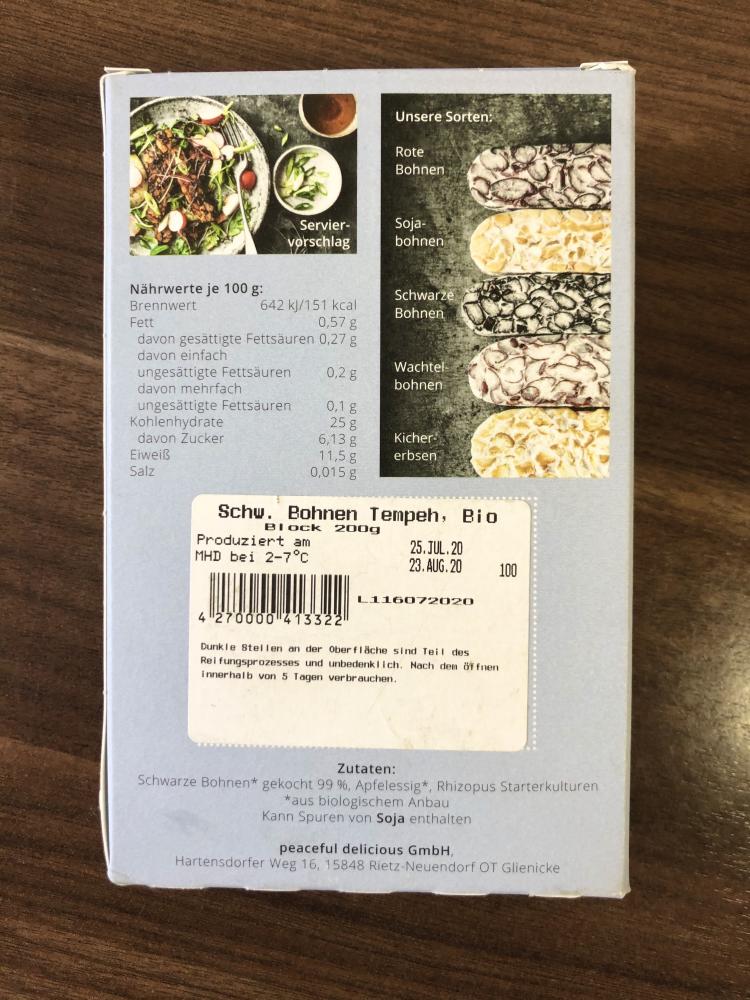 Servier-
vorschlag
Unsere Sorten:
Rote
Bohnen
Soja-
bohnen
Schwarze
Bohnen
Wachtel-
bohnen
Kicher-
erbsen
Nährwerte je 100 g:
Brennwert 642 kJ/151 kcal
Fett 0,57 g
davon gesättigte Fettsäuren 0,27 g
davon einfach
ungesättigte Fettsäuren 0,2 g
davon mehrfach
ungesättigte Fettsäuren 0,1 g
Kohlenhydrate 25 g
davon Zucker 6,13 g
Eiweiß 11,5 g
Salz 0,015 g
Schw. Bohnen Tempeh, Bio
Block 200g
Produziert am 25.JUL.20
MHD bei 2-7°C 23.AUG.20 100
L116072020
4 270000 413322
Dunkle Stellen an der Oberfläche sind Teil des
Reifungsprozesses und unbedenklich. Nach dem öffnen
innerhalb von 5 Tagen verbrauchen.
Zutaten:
Schwarze Bohnen* gekocht 99 %, Apfelessig*, Rhizopus Starterkulturen
*aus biologischem Anbau
Kann Spuren von Soja enthalten
peaceful delicious GmbH,
Hartensdorfer Weg 16, 15848 Rietz-Neuendorf OT Glienicke